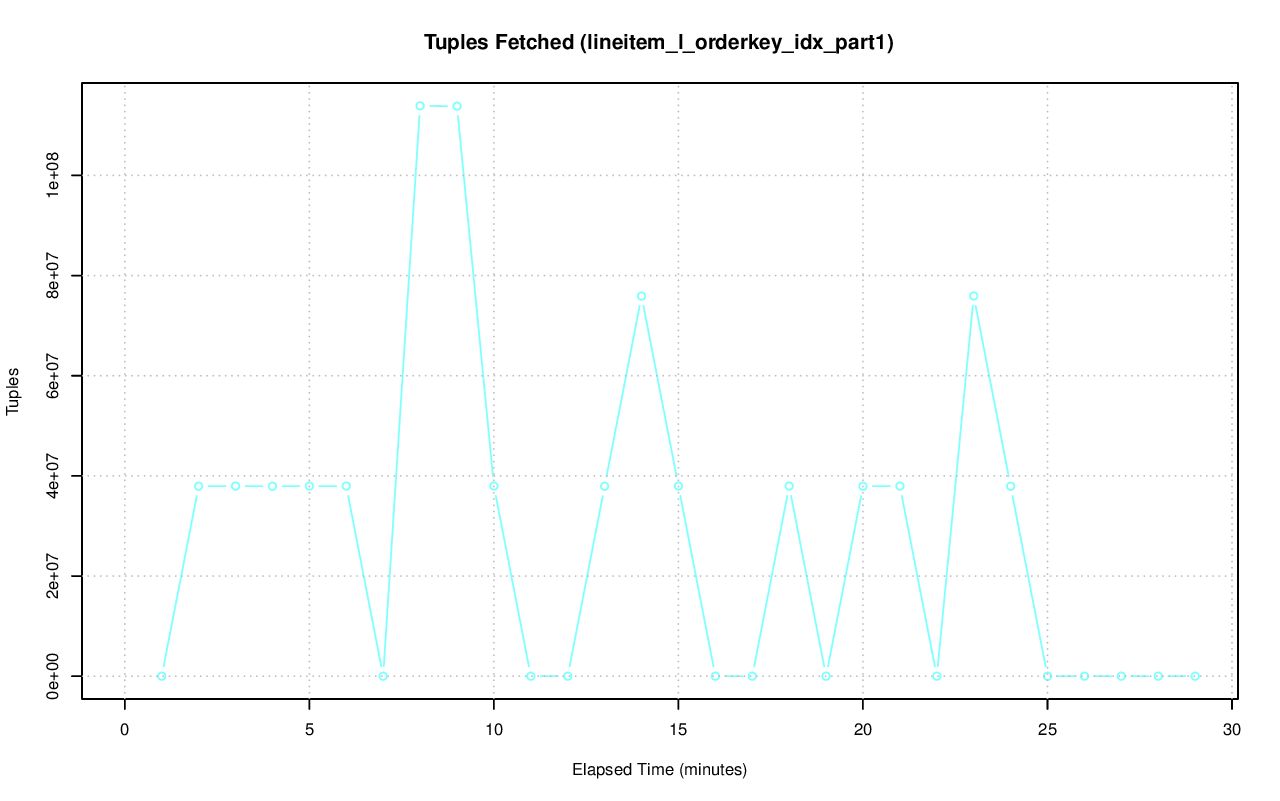 Tuples Fetched (lineitem_l_orderkey_idx_part1)
1e+08
8e+07
6e+07
4e+07
2e+07
0e+00
Tuples
0 5 10 15 20 25 30
Elapsed Time (minutes)